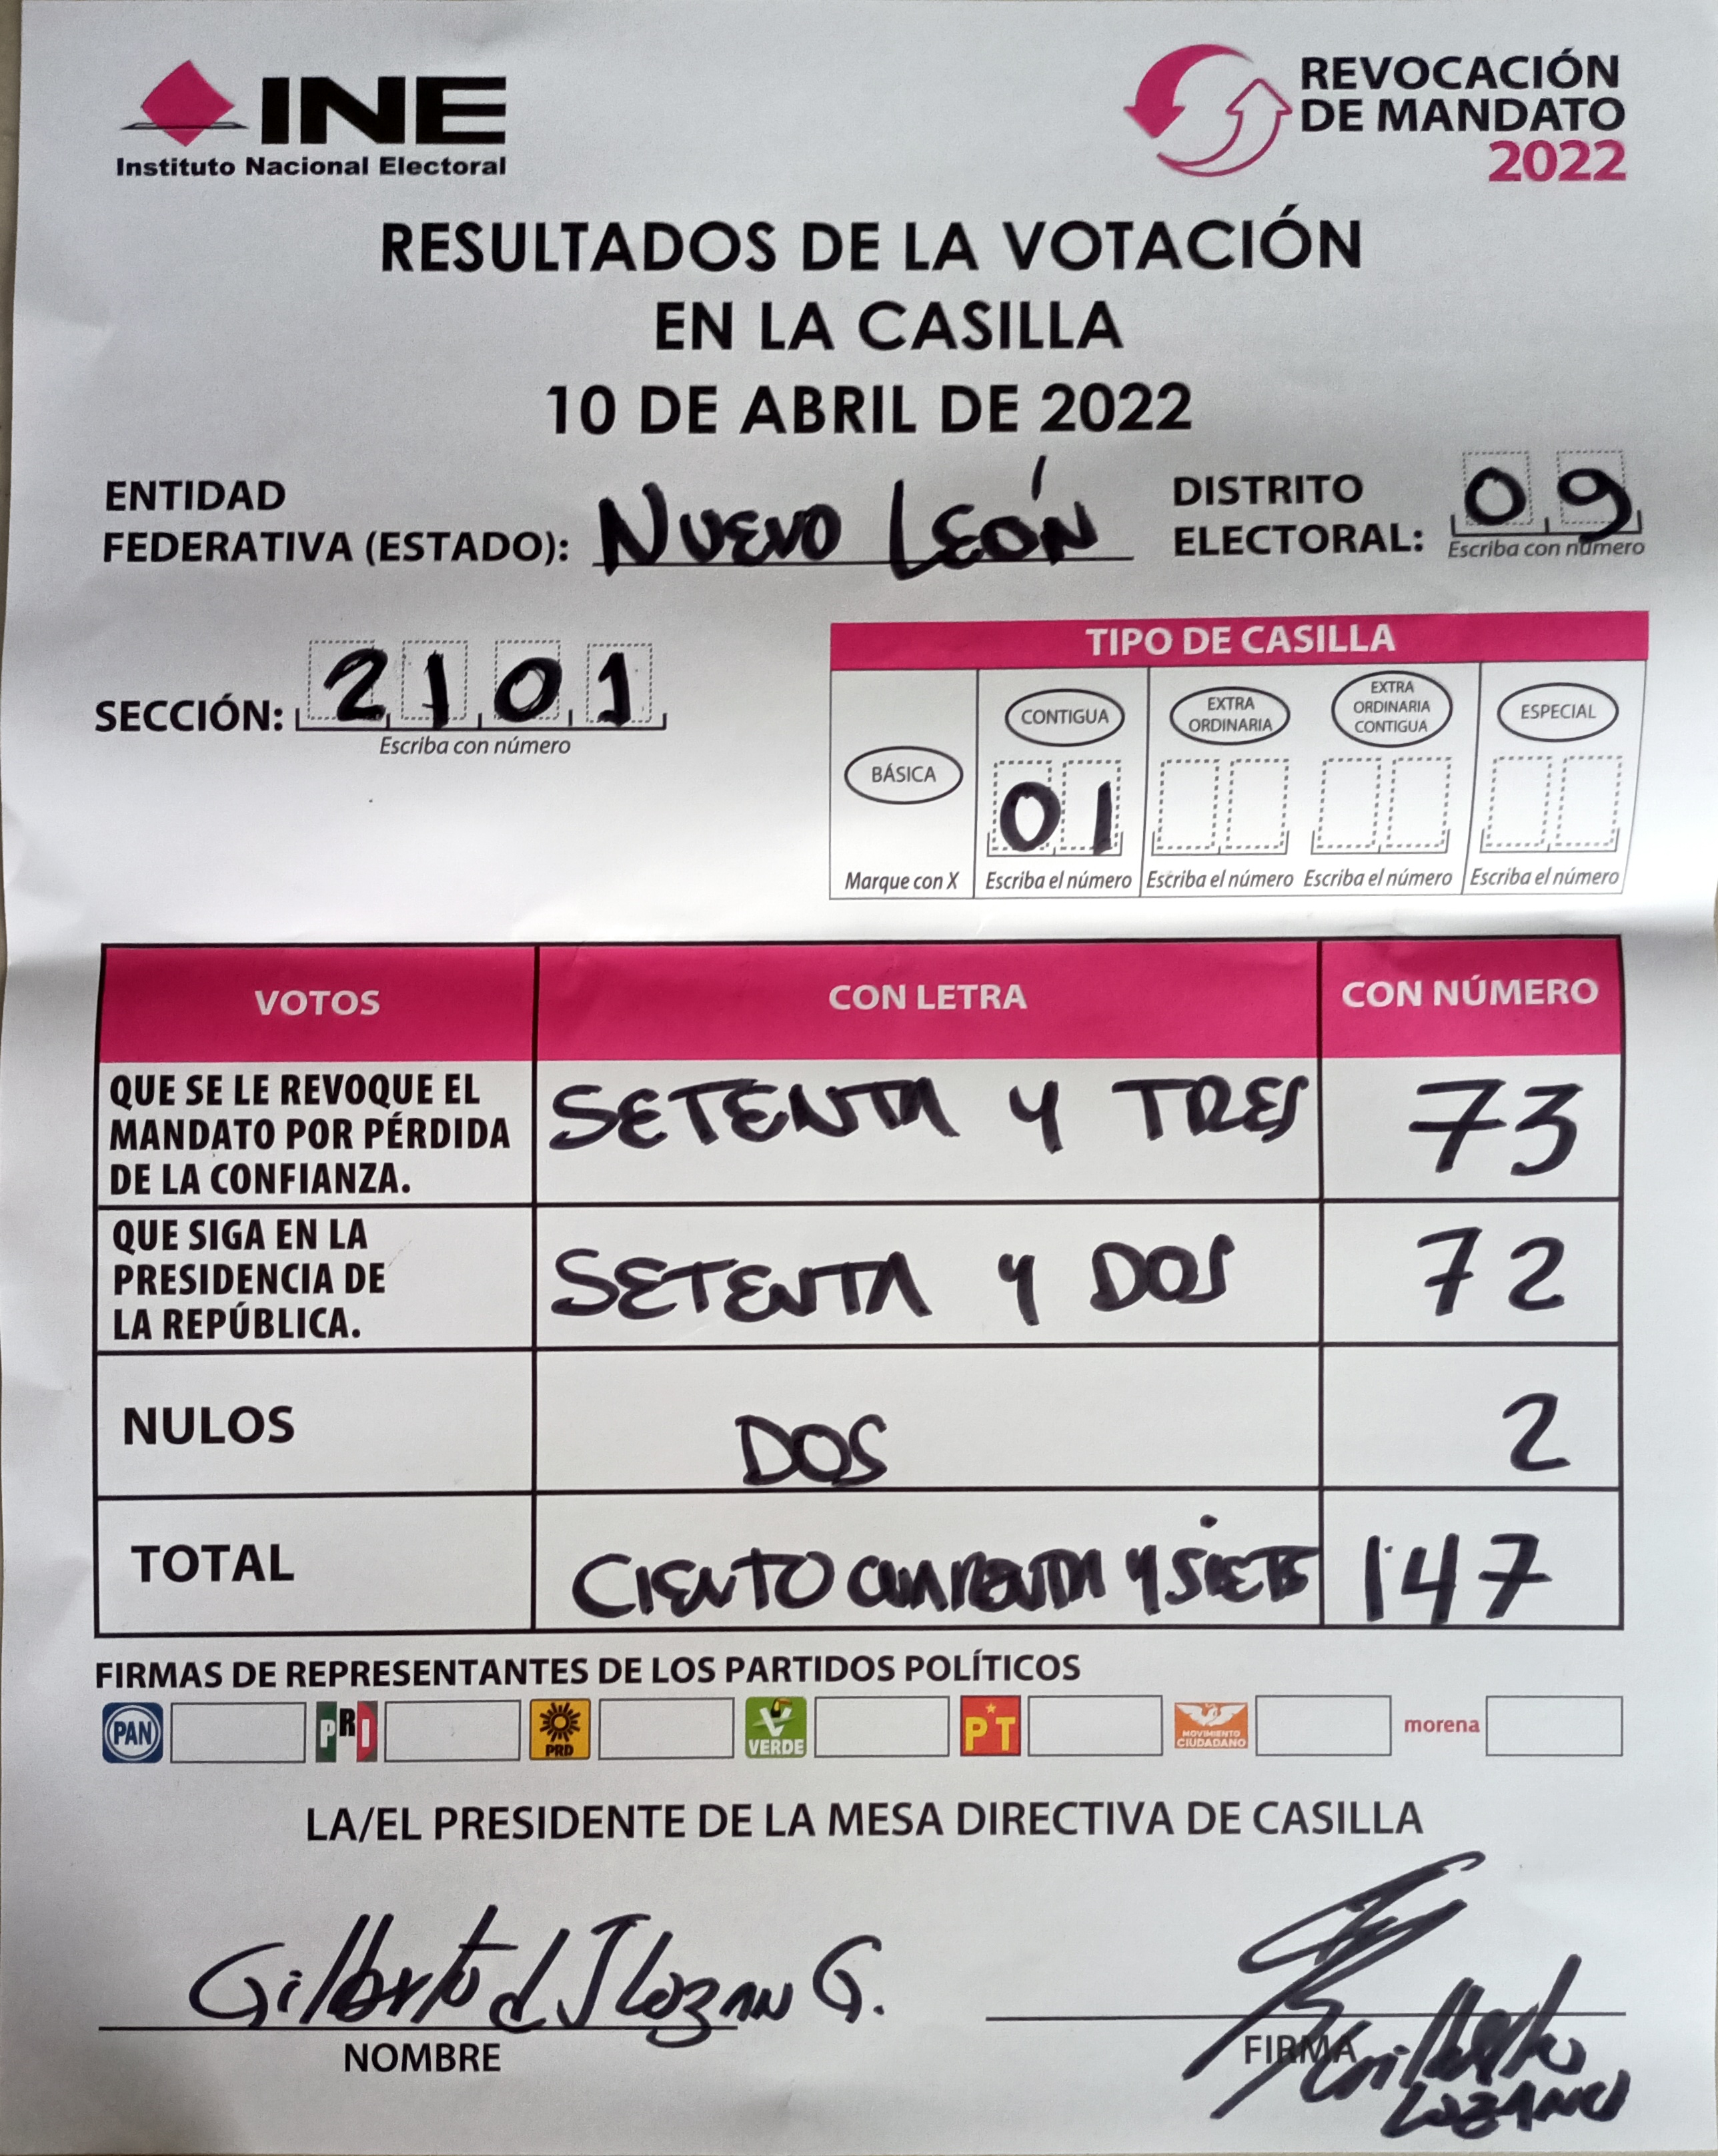 INE
Instituto Nacional Electoral
REVOCACIÓN
DE MANDATO
2022
RESULTADOS DE LA VOTACIÓN
EN LA CASILLA
10 DE ABRIL DE 2022
ENTIDAD
FEDERATIVA (ESTADO): NUEVO LEÓN
DISTRITO
ELECTORAL: 09
Escriba con número
SECCIÓN: 2101
Escriba con número
TIPO DE CASILLA
BÁSICA
Marque con X
CONTIGUA
01
Escriba el número
EXTRA
ORDINARIA
Escriba el número
EXTRA
ORDINARIA
CONTIGUA
Escriba el número
ESPECIAL
Escriba el número
VOTOS CON LETRA CON NÚMERO
QUE SE LE REVOQUE EL
MANDATO POR PÉRDIDA
DE LA CONFIANZA.
SETENTA Y TRES 73
QUE SIGA EN LA
PRESIDENCIA DE
LA REPÚBLICA.
SETENTA Y DOS 72
NULOS DOS 2
TOTAL CIENTO CUARENTA Y SIETE 147
FIRMAS DE REPRESENTANTES DE LOS PARTIDOS POLÍTICOS
PAN PRI PRD VERDE PT MOVIMIENTO CIUDADANO morena
LA/EL PRESIDENTE DE LA MESA DIRECTIVA DE CASILLA
Gilberto d J Lozano G.
NOMBRE
FIRMA
Gilberto
LOZANO